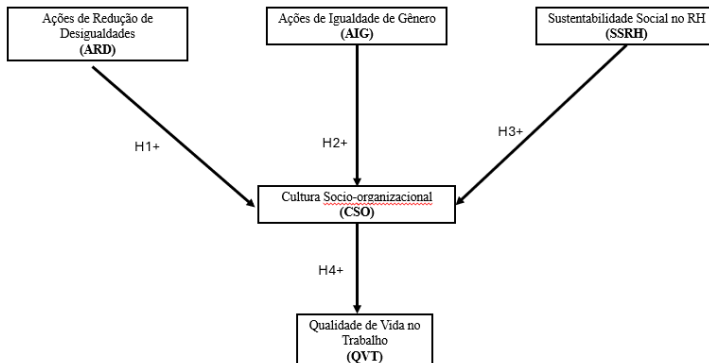 Ações de Redução de
Desigualdades
(ARD)
Ações de Igualdade de Gênero
(AIG)
Sustentabilidade Social no RH
(SSRH)
H1+
H2+
H3+
Cultura Socio-organizacional
(CSO)
H4+
Qualidade de Vida no
Trabalho
(QVT)